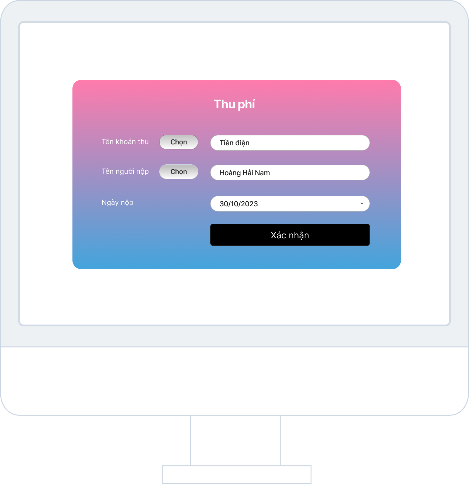 Thu phí
Tên khoản thu Chọn Tiền điện
Tên người nộp Chọn Hoàng Hải Nam
Ngày nộp 30/10/2023
Xác nhận